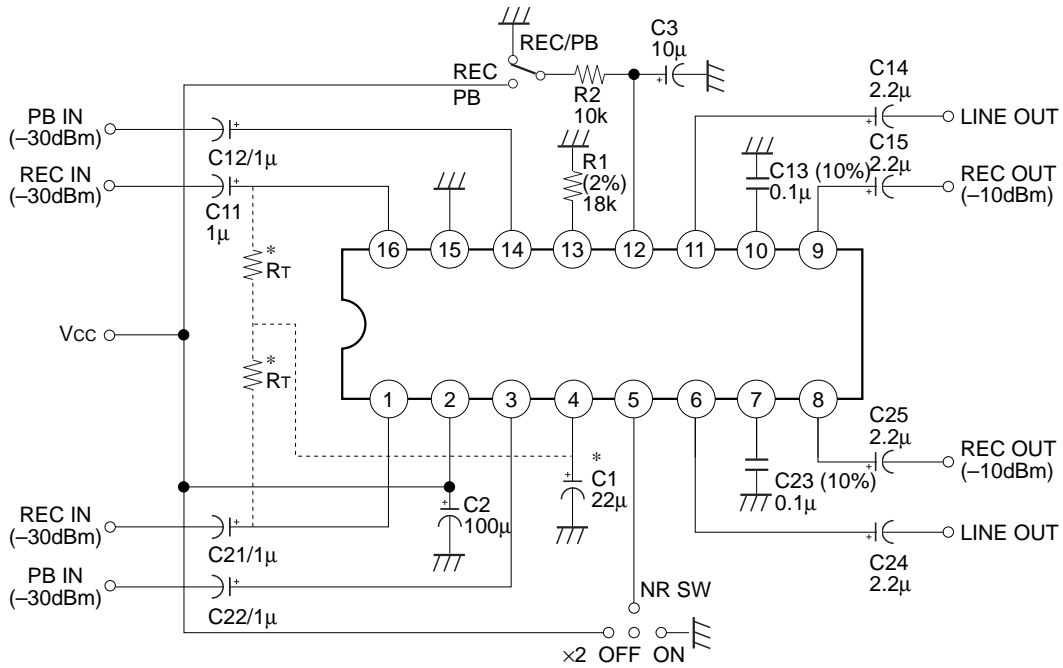 REC/PB
C3
10μ
REC
PB
R2
10k
C14
2.2μ
LINE OUT
PB IN
(–30dBm)
C12/1μ
C15
2.2μ
REC IN
(–30dBm)
C11
1μ
R1
(2%)
18k
C13 (10%)
0.1μ
REC OUT
(–10dBm)
16
15
14
13
12
11
10
9
*
RT
Vcc
*
RT
1
2
3
4
5
6
7
8
C25
2.2μ
REC OUT
(–10dBm)
*
C1
22μ
C23 (10%)
0.1μ
C2
100μ
REC IN
(–30dBm)
C21/1μ
LINE OUT
C24
2.2μ
PB IN
(–30dBm)
C22/1μ
NR SW
×2 OFF ON